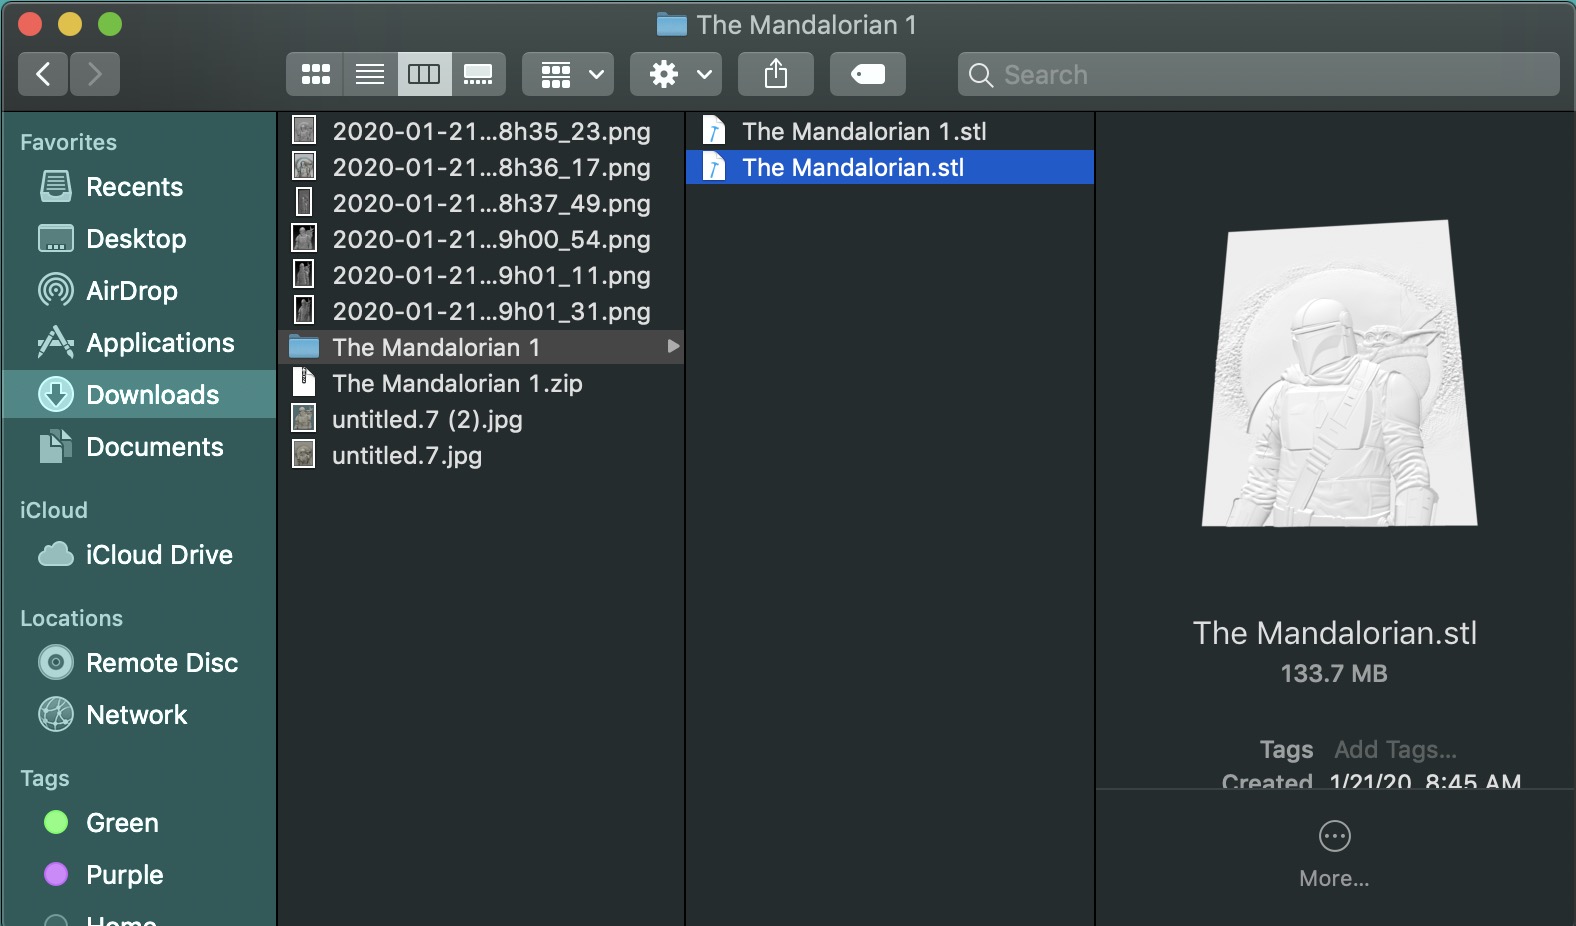 The Mandalorian 1
Search
Favorites
Recents
Desktop
AirDrop
Applications
Downloads
Documents
iCloud
iCloud Drive
Locations
Remote Disc
Network
Tags
Green
Purple
Home
2020-01-21...8h35_23.png
2020-01-21...8h36_17.png
2020-01-21...8h37_49.png
2020-01-21...9h00_54.png
2020-01-21...9h01_11.png
2020-01-21...9h01_31.png
The Mandalorian 1
The Mandalorian 1.zip
untitled.7 (2).jpg
untitled.7.jpg
The Mandalorian 1.stl
The Mandalorian.stl
The Mandalorian.stl
133.7 MB
Tags Add Tags...
Created 1/21/20, 8:45 AM
More...